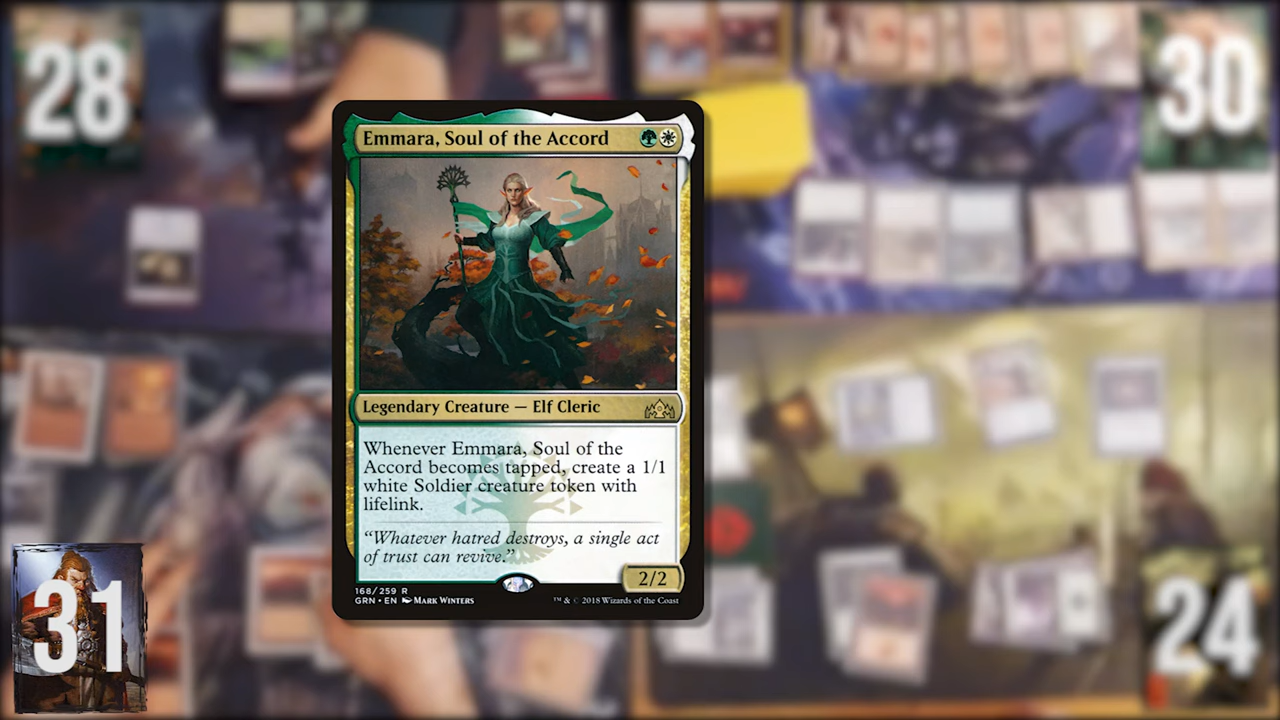 28
30
Emmara, Soul of the Accord
Legendary Creature — Elf Cleric
Whenever Emmara, Soul of the
Accord becomes tapped, create a 1/1
white Soldier creature token with
lifelink.
“Whatever hatred destroys, a single act
of trust can revive.”
2/2
168/259 R
GRN • EN Mark Winters
™ & © 2018 Wizards of the Coast
31
24